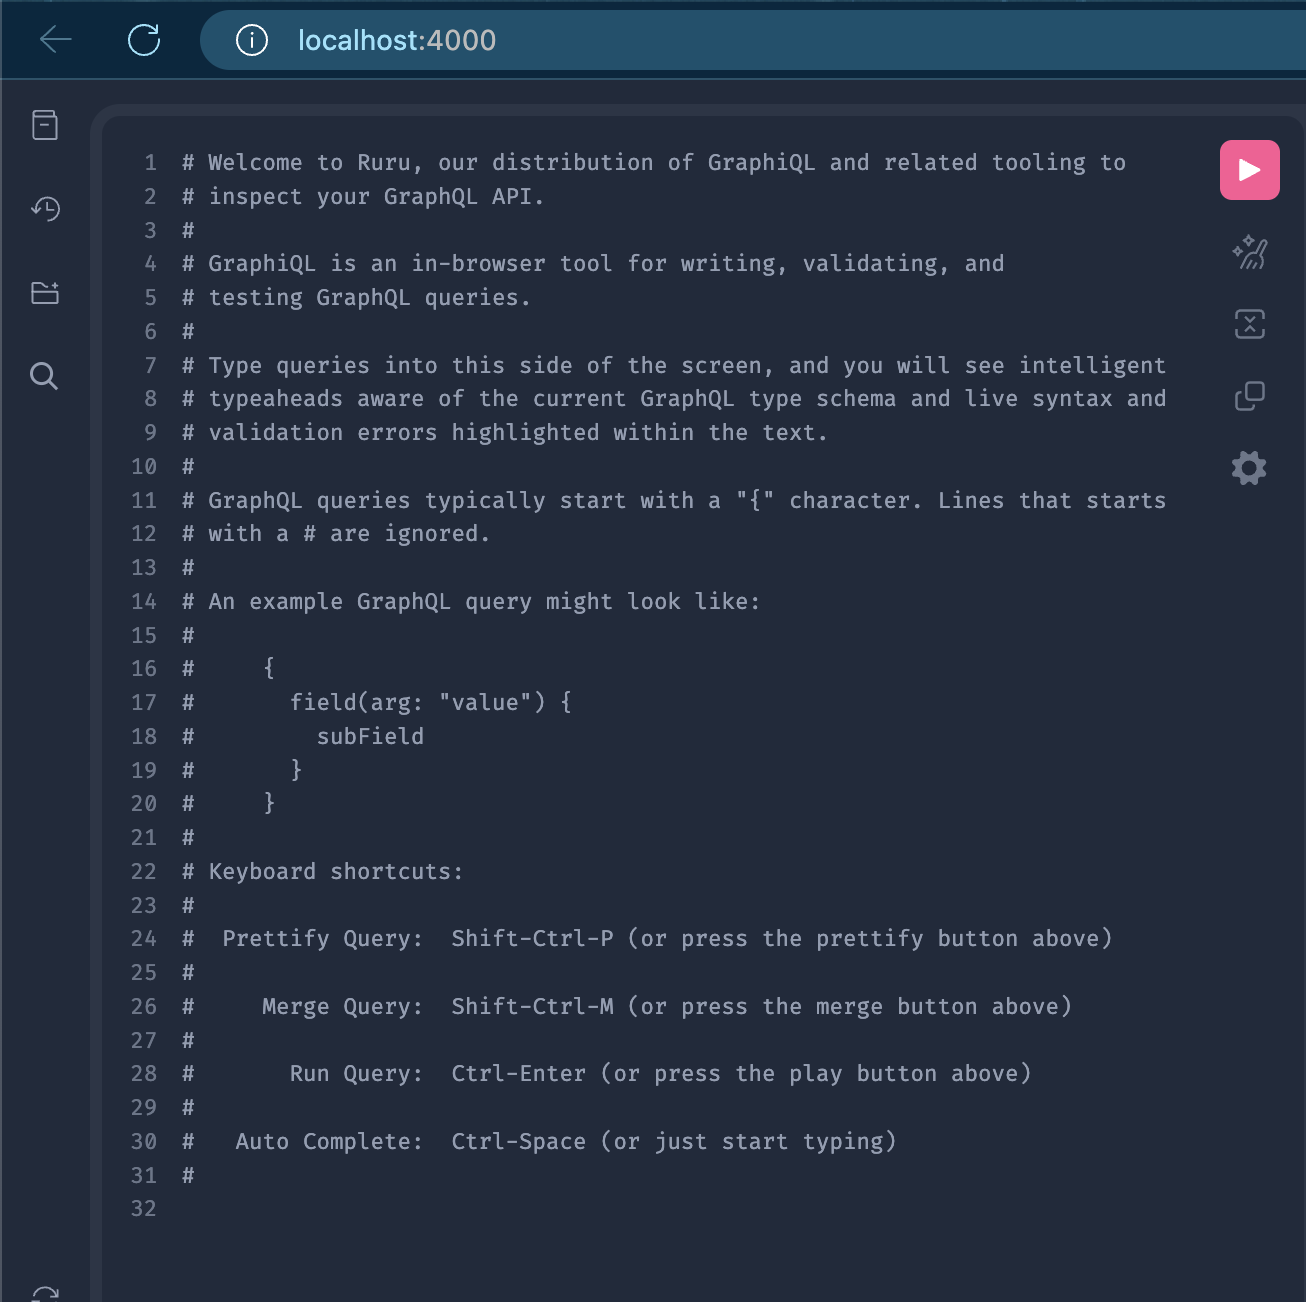 localhost:4000
1 # Welcome to Ruru, our distribution of GraphiQL and related tooling to
2 # inspect your GraphQL API.
3 #
4 # GraphiQL is an in-browser tool for writing, validating, and
5 # testing GraphQL queries.
6 #
7 # Type queries into this side of the screen, and you will see intelligent
8 # typeaheads aware of the current GraphQL type schema and live syntax and
9 # validation errors highlighted within the text.
10 #
11 # GraphQL queries typically start with a "{" character. Lines that starts
12 # with a # are ignored.
13 #
14 # An example GraphQL query might look like:
15 #
16 #     {
17 #       field(arg: "value") {
18 #         subField
19 #       }
20 #     }
21 #
22 # Keyboard shortcuts:
23 #
24 #  Prettify Query:  Shift-Ctrl-P (or press the prettify button above)
25 #
26 #     Merge Query:  Shift-Ctrl-M (or press the merge button above)
27 #
28 #       Run Query:  Ctrl-Enter (or press the play button above)
29 #
30 #   Auto Complete:  Ctrl-Space (or just start typing)
31 #
32